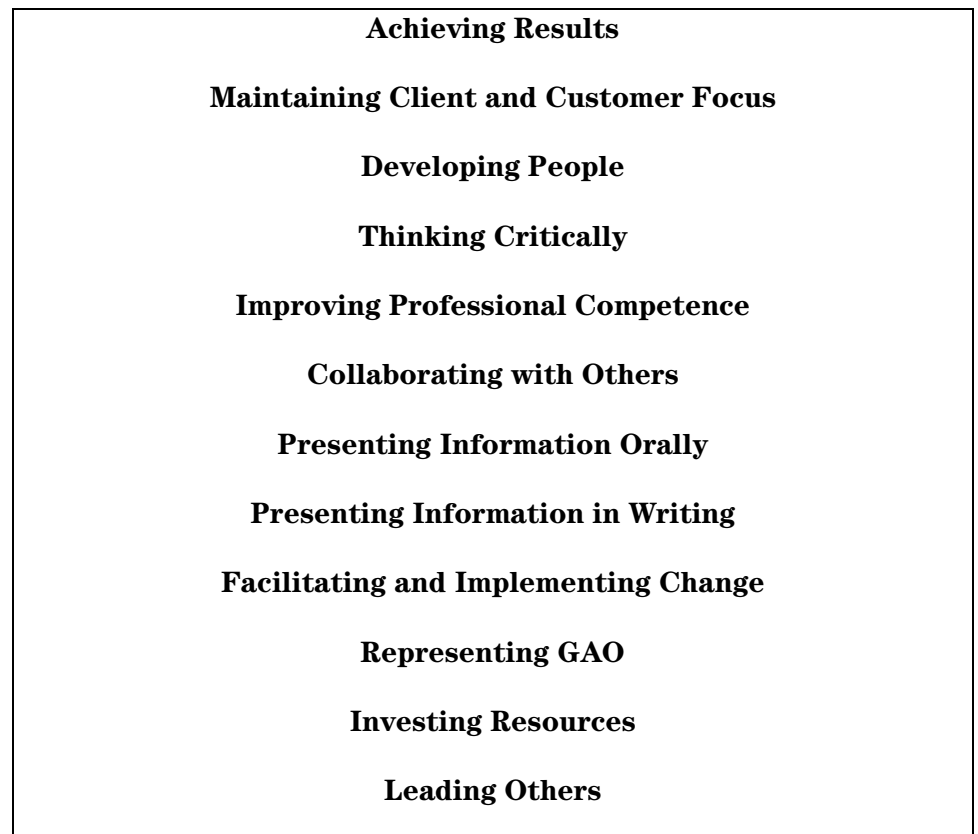 Achieving Results
Maintaining Client and Customer Focus
Developing People
Thinking Critically
Improving Professional Competence
Collaborating with Others
Presenting Information Orally
Presenting Information in Writing
Facilitating and Implementing Change
Representing GAO
Investing Resources
Leading Others